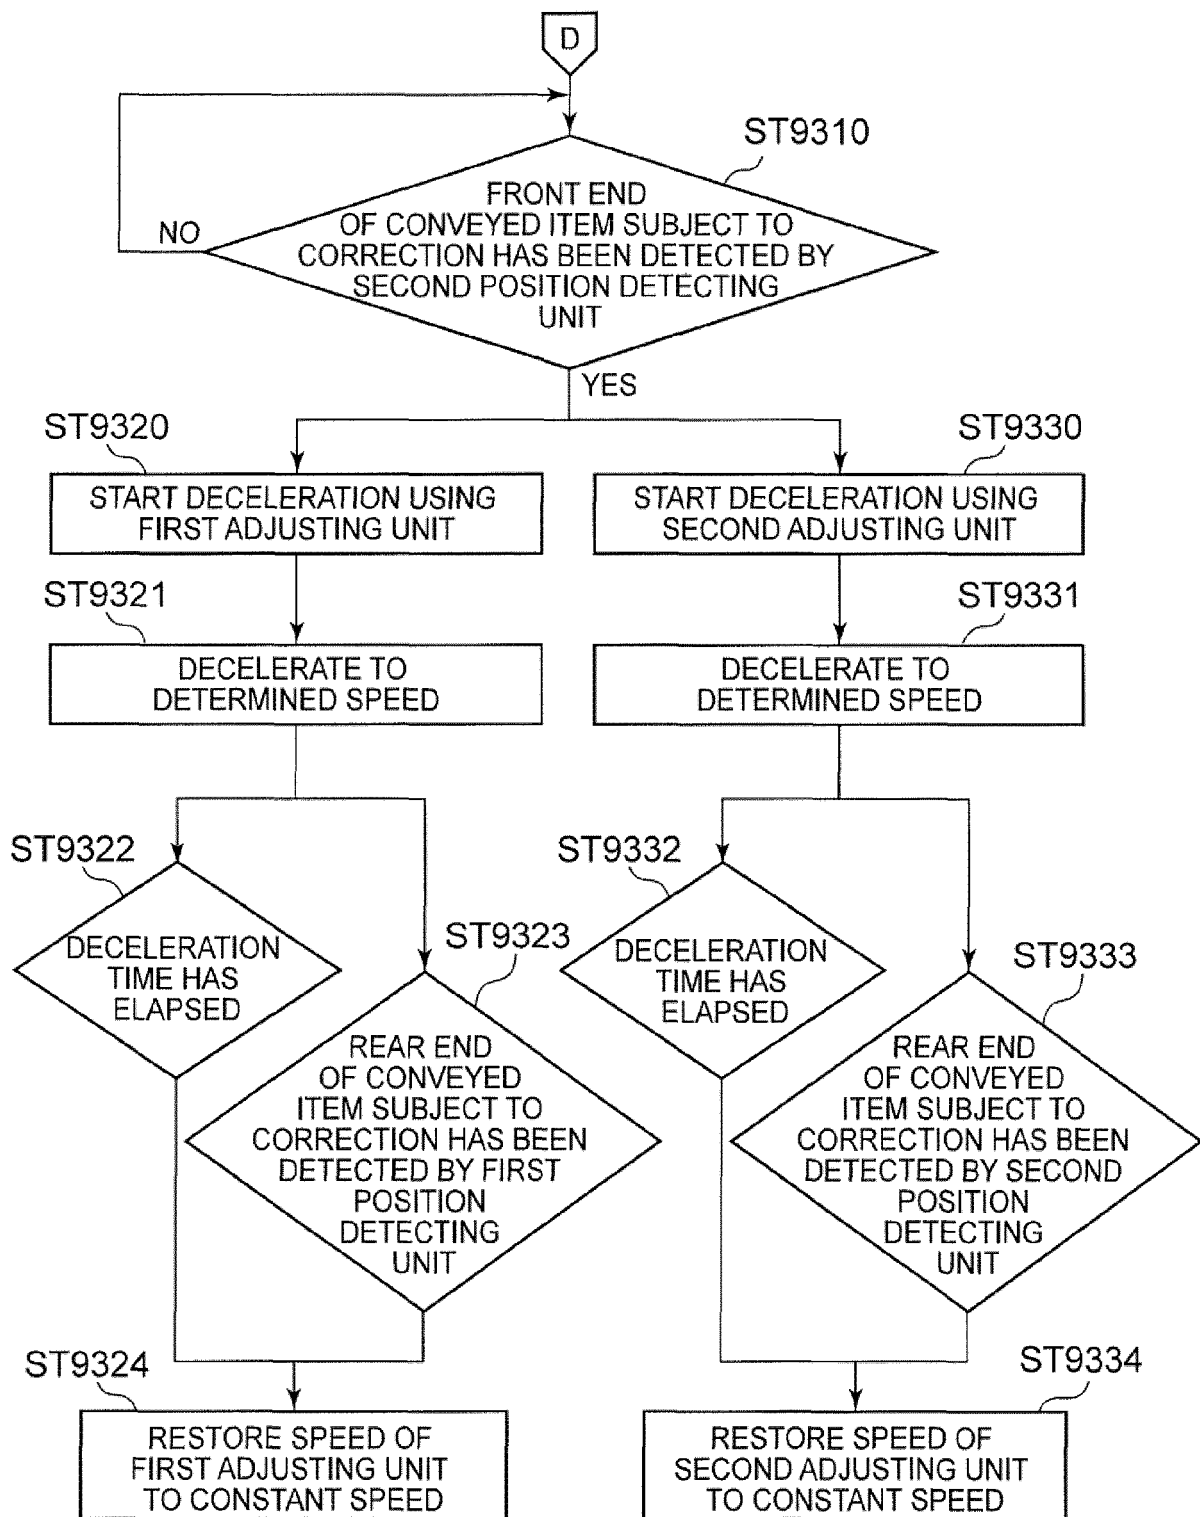 D
ST9310
FRONT END
OF CONVEYED ITEM SUBJECT TO
CORRECTION HAS BEEN DETECTED BY
SECOND POSITION DETECTING
UNIT
NO
YES
ST9320
START DECELERATION USING
FIRST ADJUSTING UNIT
ST9330
START DECELERATION USING
SECOND ADJUSTING UNIT
ST9321
DECELERATE TO
DETERMINED SPEED
ST9331
DECELERATE TO
DETERMINED SPEED
ST9322
DECELERATION
TIME HAS
ELAPSED
ST9323
REAR END
OF CONVEYED
ITEM SUBJECT TO
CORRECTION HAS BEEN
DETECTED BY FIRST
POSITION
DETECTING
UNIT
ST9332
DECELERATION
TIME HAS
ELAPSED
ST9333
REAR END
OF CONVEYED
ITEM SUBJECT TO
CORRECTION HAS BEEN
DETECTED BY SECOND
POSITION
DETECTING
UNIT
ST9324
RESTORE SPEED OF
FIRST ADJUSTING UNIT
TO CONSTANT SPEED
ST9334
RESTORE SPEED OF
SECOND ADJUSTING UNIT
TO CONSTANT SPEED